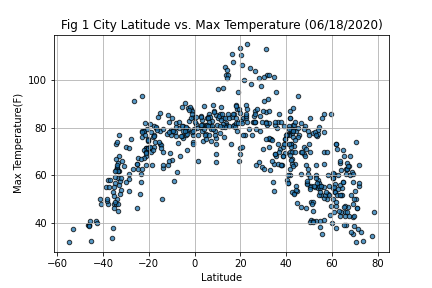 Fig 1 City Latitude vs. Max Temperature (06/18/2020)
Max Temperature(F)
100
80
60
40
−60 −40 −20 0 20 40 60 80
Latitude